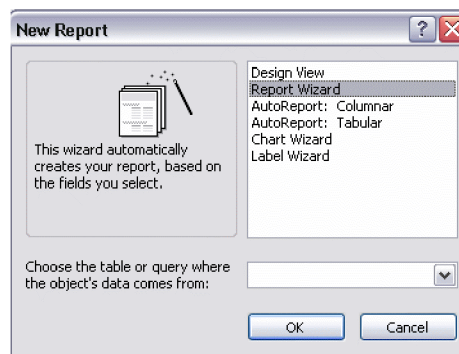 New Report
This wizard automatically
creates your report, based on
the fields you select.
Design View
Report Wizard
AutoReport: Columnar
AutoReport: Tabular
Chart Wizard
Label Wizard
Choose the table or query where
the object's data comes from:
OK
Cancel